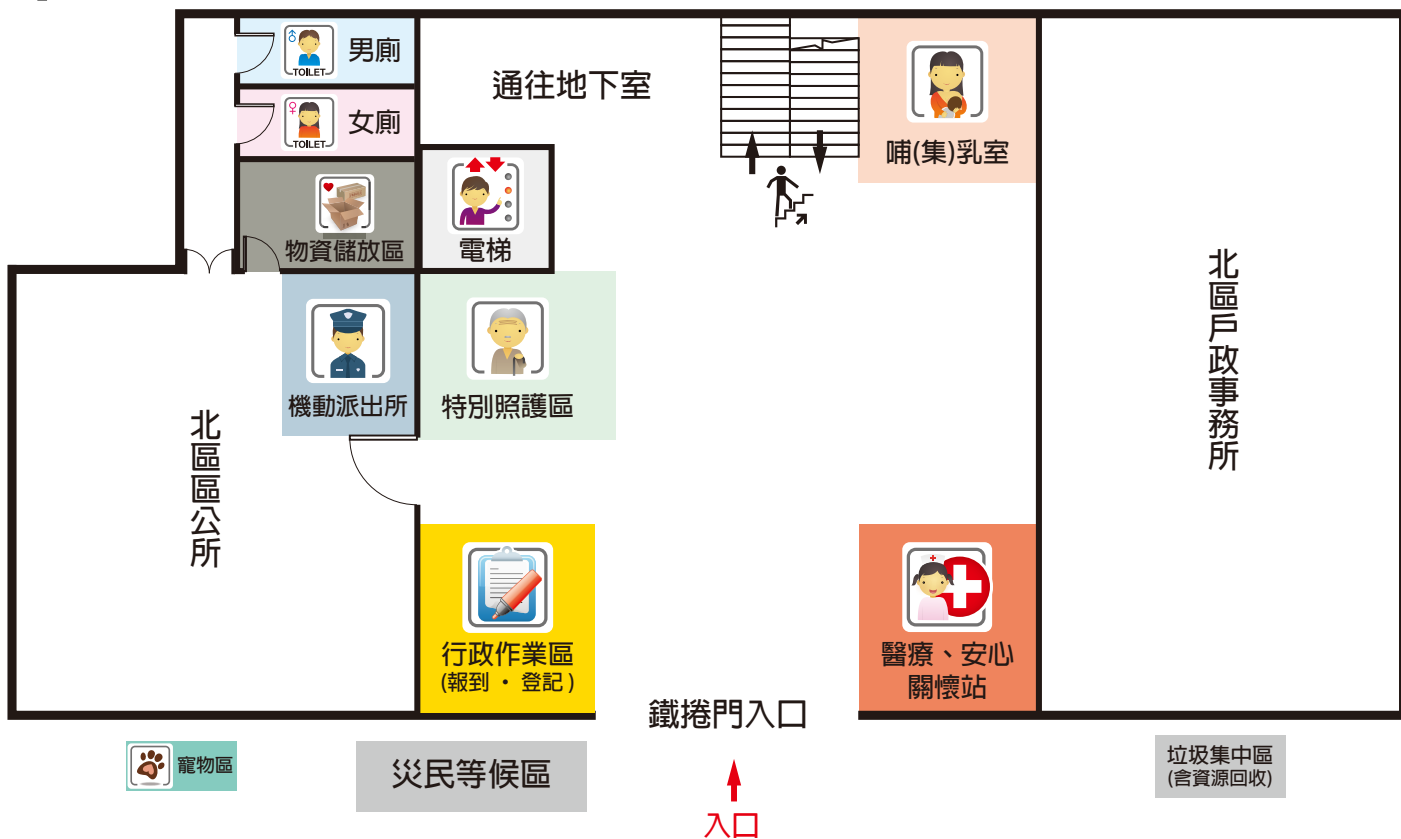 ♂
TOILET
男廁
♀
TOILET
女廁
通往地下室
哺(集)乳室
物資儲放區
電梯
機動派出所
特別照護區
北區區公所
北區戶政事務所
行政作業區
(報到 ・ 登記)
醫療、安心
關懷站
鐵捲門入口
寵物區
災民等候區
垃圾集中區
(含資源回收)
入口